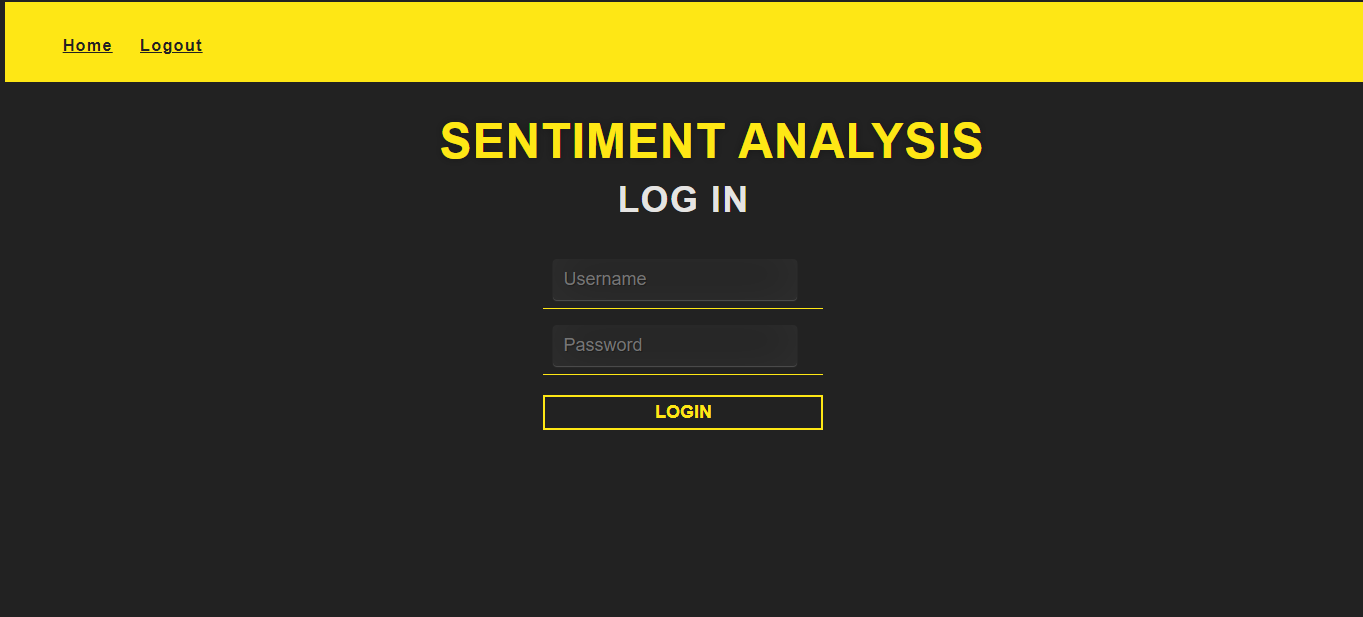 Home Logout
SENTIMENT ANALYSIS
LOG IN
Username
Password
LOGIN